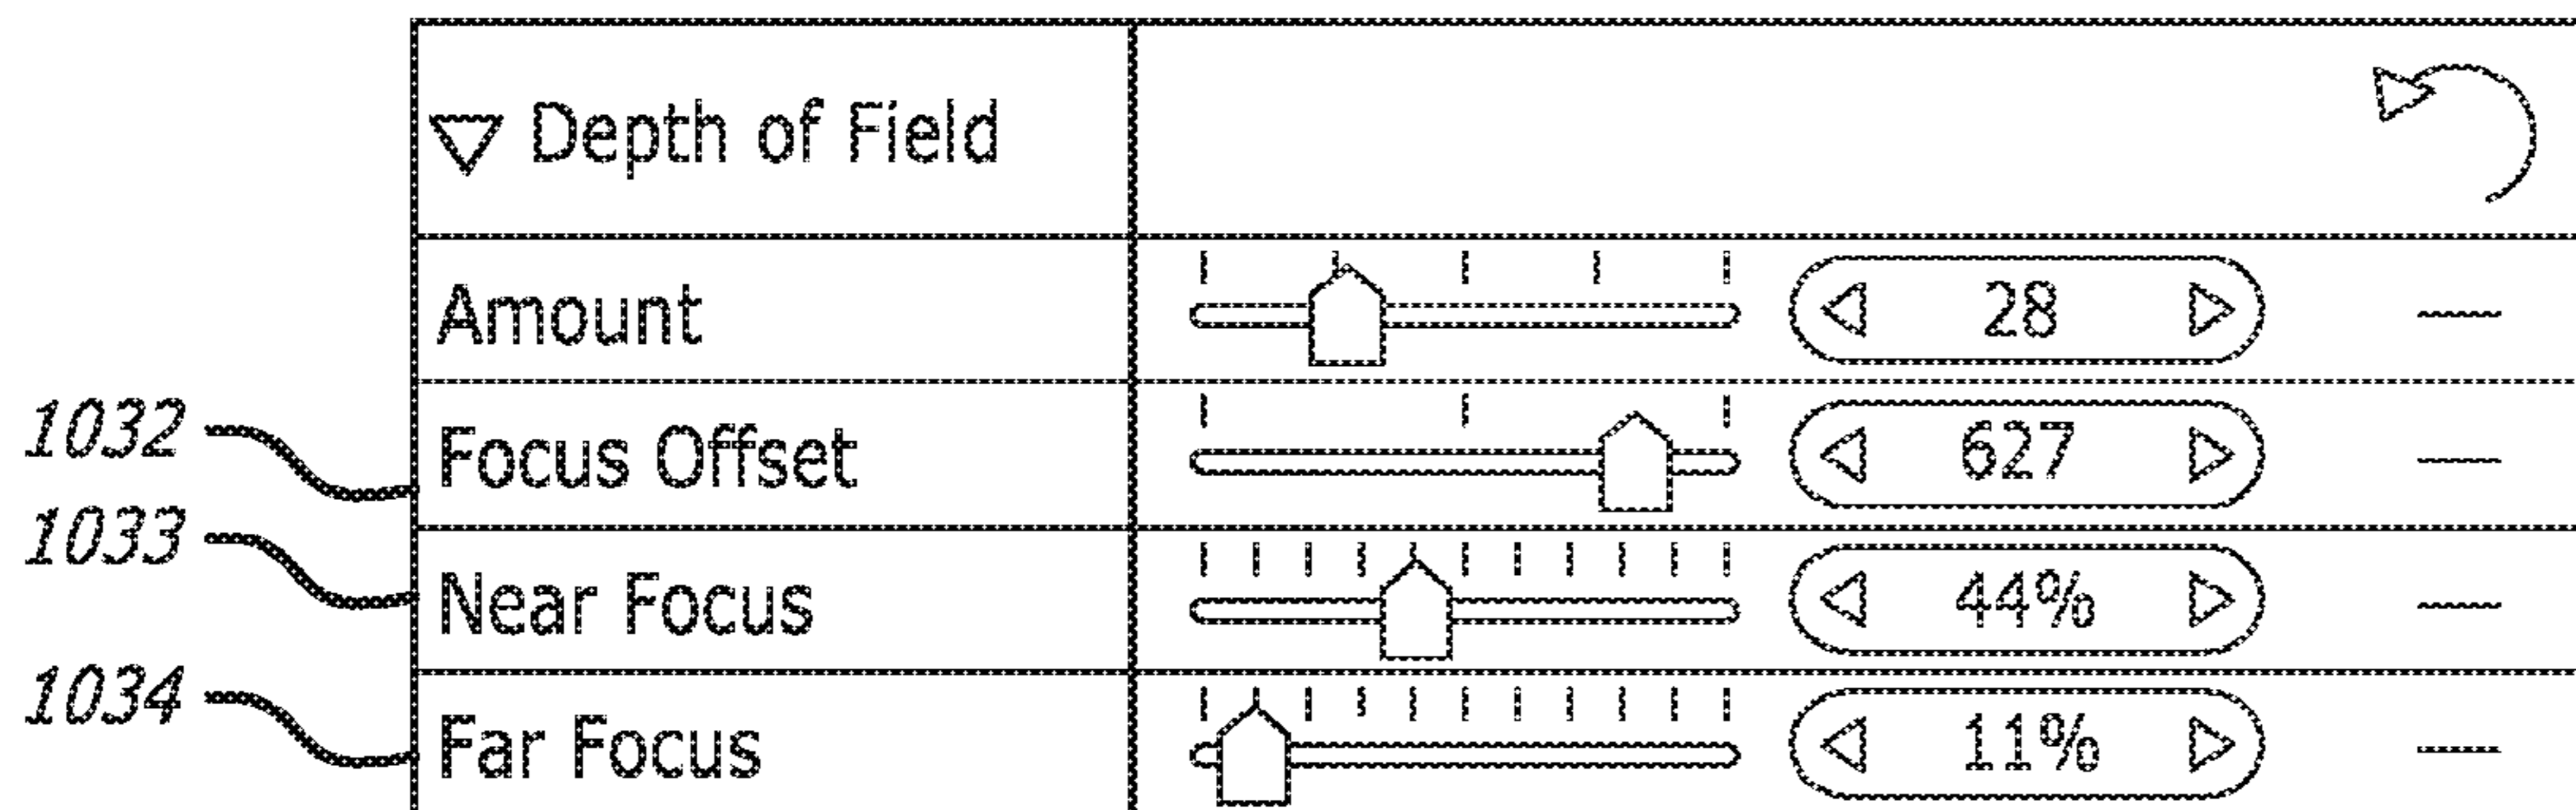 Depth of Field
Amount 28
1032 Focus Offset 627
1033 Near Focus 44%
1034 Far Focus 11%